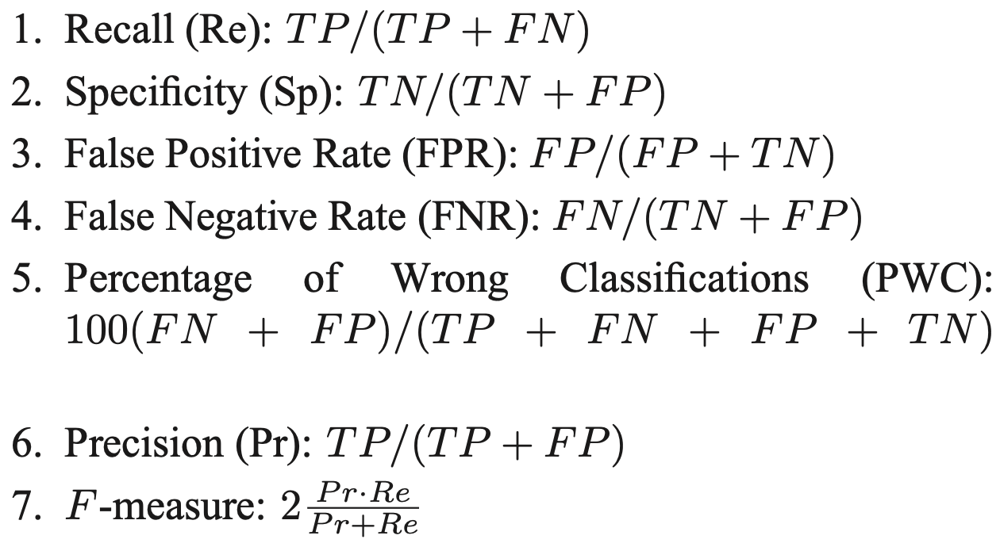 1. Recall (Re): TP/(TP + FN)
2. Specificity (Sp): TN/(TN + FP)
3. False Positive Rate (FPR): FP/(FP + TN)
4. False Negative Rate (FNR): FN/(TN + FP)
5. Percentage of Wrong Classifications (PWC):
100(FN + FP)/(TP + FN + FP + TN)
6. Precision (Pr): TP/(TP + FP)
7. F-measure: 2 \frac{Pr·Re}{Pr+Re}